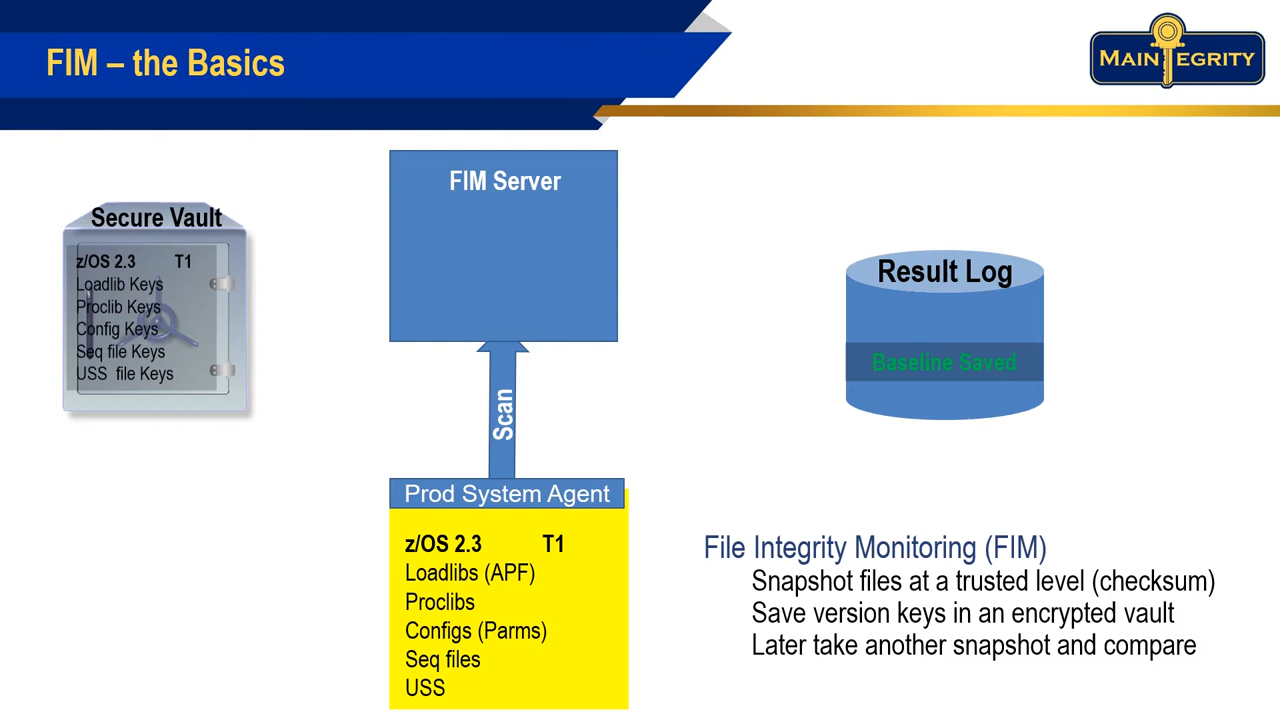 FIM – the Basics
MAINTEGRITY
Secure Vault
z/OS 2.3 T1
Loadlib Keys
Proclib Keys
Config Keys
Seq file Keys
USS file Keys
FIM Server
Scan
Prod System Agent
z/OS 2.3 T1
Loadlibs (APF)
Proclibs
Configs (Parms)
Seq files
USS
Result Log
Baseline Saved
File Integrity Monitoring (FIM)
Snapshot files at a trusted level (checksum)
Save version keys in an encrypted vault
Later take another snapshot and compare